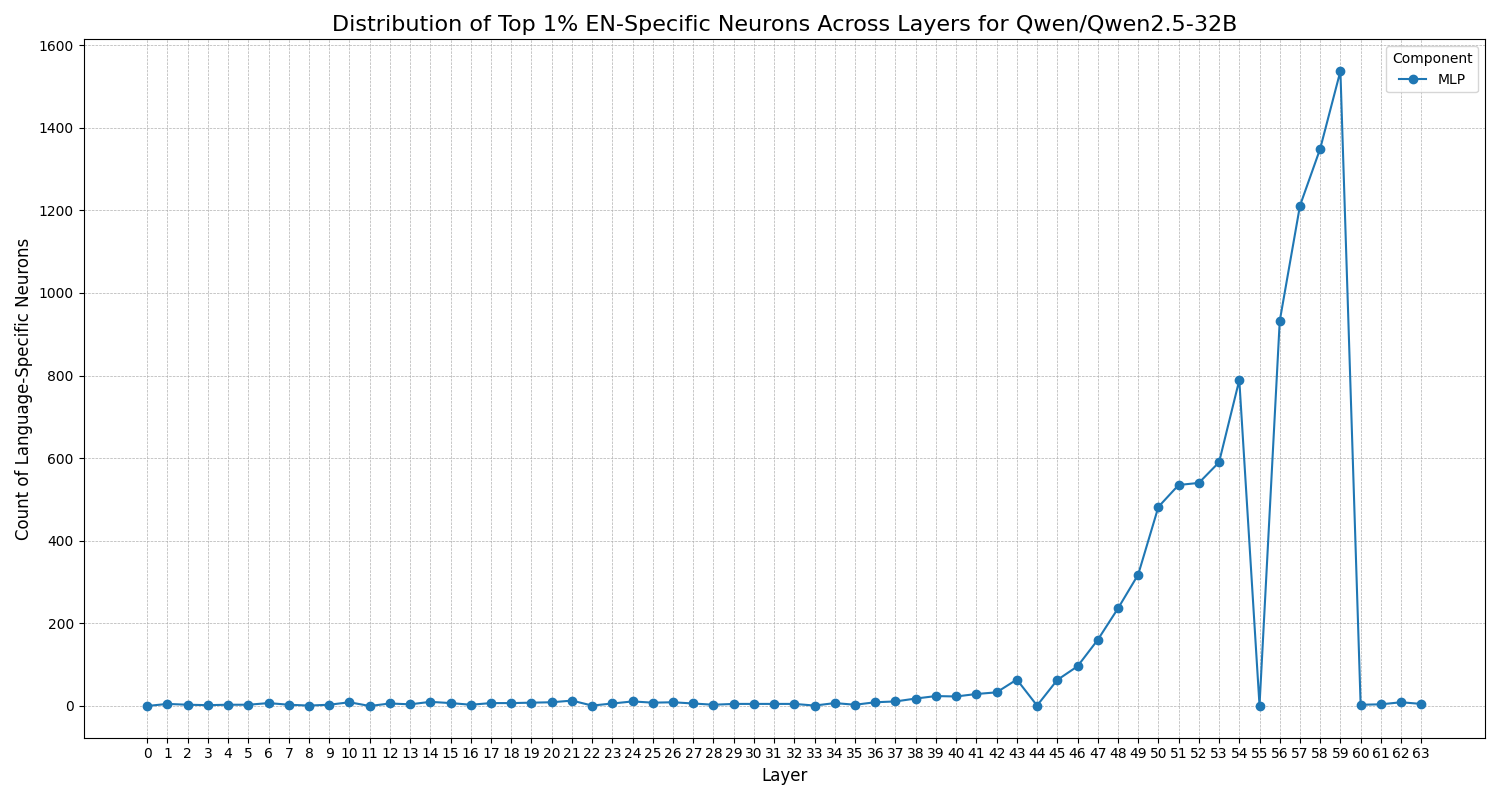 Distribution of Top 1% EN-Specific Neurons Across Layers for Qwen/Qwen2.5-32B
Component
MLP
Count of Language-Specific Neurons
1600
1400
1200
1000
800
600
400
200
0
0 1 2 3 4 5 6 7 8 9 10 11 12 13 14 15 16 17 18 19 20 21 22 23 24 25 26 27 28 29 30 31 32 33 34 35 36 37 38 39 40 41 42 43 44 45 46 47 48 49 50 51 52 53 54 55 56 57 58 59 60 61 62 63
Layer